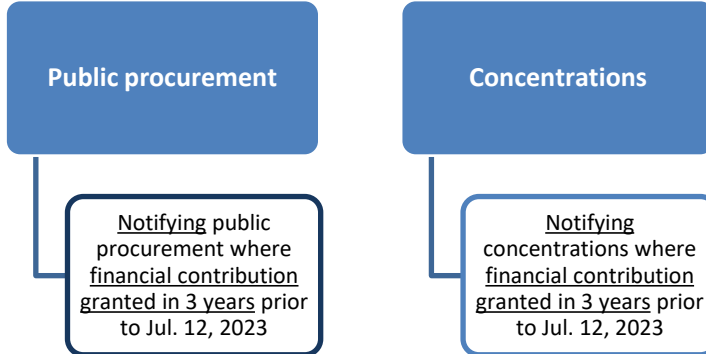 Public procurement
Notifying public
procurement where
financial contribution
granted in 3 years prior
to Jul. 12, 2023
Concentrations
Notifying
concentrations where
financial contribution
granted in 3 years prior
to Jul. 12, 2023